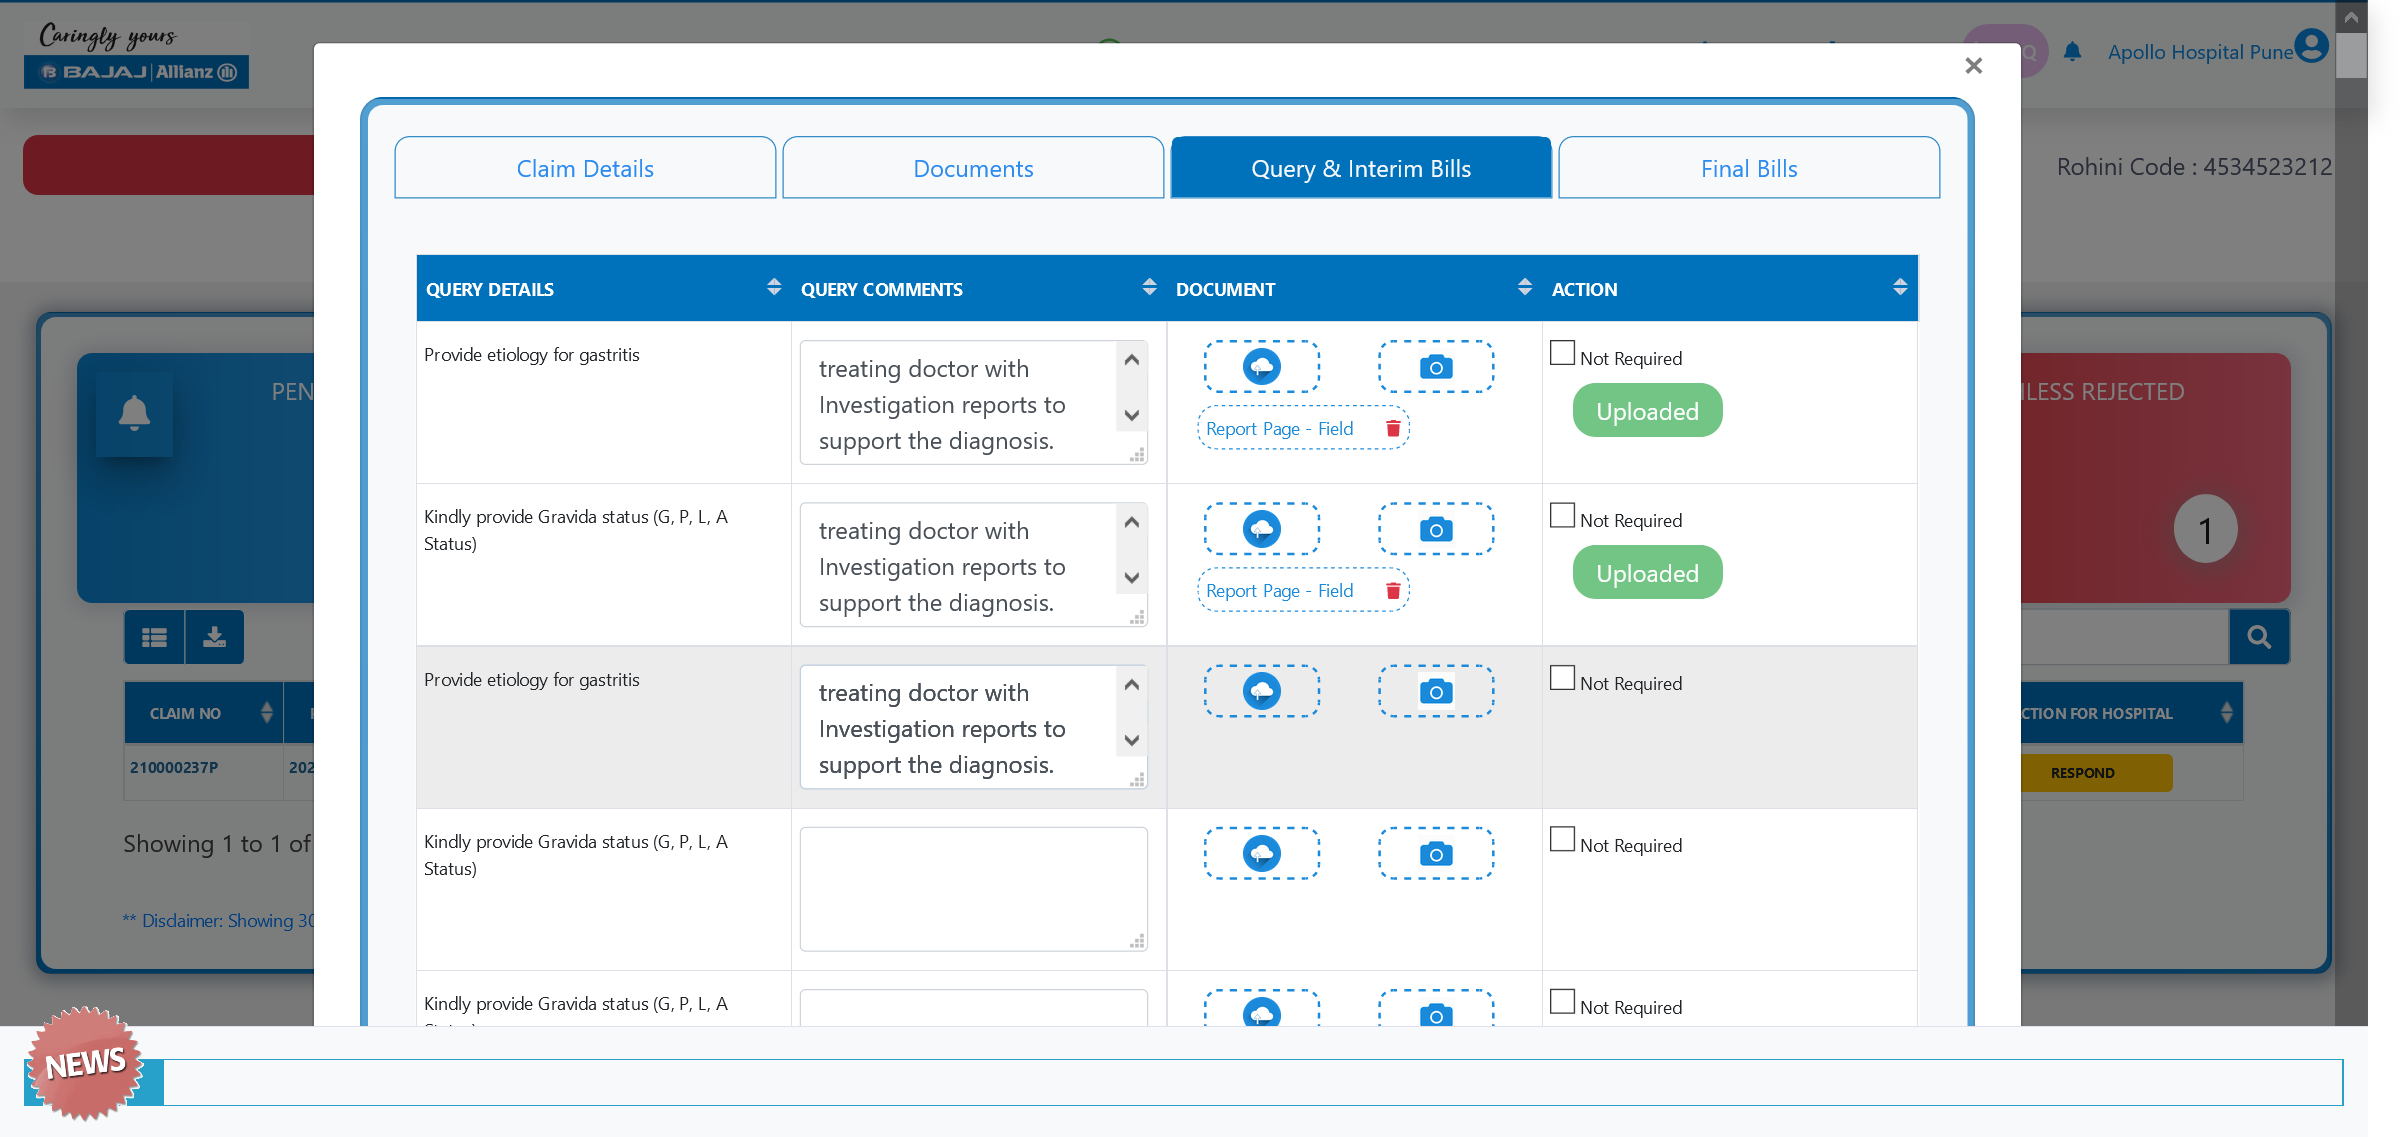 Caringly yours
BAJAJ | Allianz
Q
Apollo Hospital Pune
×
Rohini Code : 4534523212
Claim Details
Documents
Query & Interim Bills
Final Bills
QUERY DETAILS
QUERY COMMENTS
DOCUMENT
ACTION
Provide etiology for gastritis
treating doctor with
Investigation reports to
support the diagnosis.
Report Page - Field
Not Required
Uploaded
Kindly provide Gravida status (G, P, L, A
Status)
treating doctor with
Investigation reports to
support the diagnosis.
Report Page - Field
Not Required
Uploaded
Provide etiology for gastritis
treating doctor with
Investigation reports to
support the diagnosis.
Not Required
Kindly provide Gravida status (G, P, L, A
Status)
Not Required
Kindly provide Gravida status (G, P, L, A
Not Required
PEN
LESS REJECTED
1
CLAIM NO
CTION FOR HOSPITAL
210000237P
202
RESPOND
Showing 1 to 1 of
** Disclaimer: Showing 30
NEWS